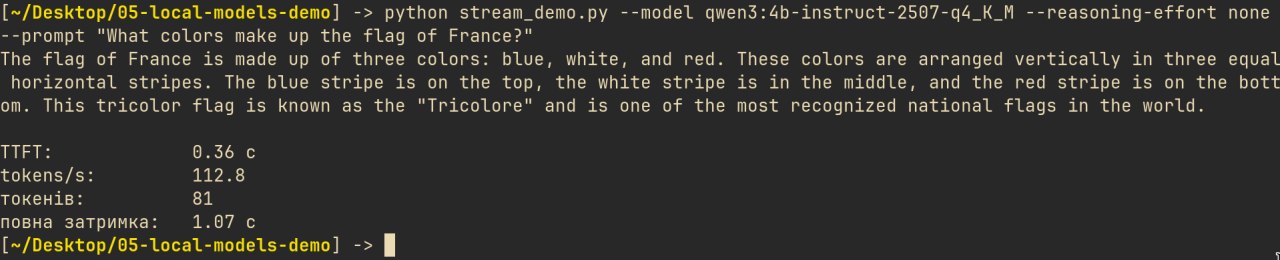 [~/Desktop/05-local-models-demo] -> python stream_demo.py --model qwen3:4b-instruct-2507-q4_K_M --reasoning-effort none
--prompt "What colors make up the flag of France?"
The flag of France is made up of three colors: blue, white, and red. These colors are arranged vertically in three equal
 horizontal stripes. The blue stripe is on the top, the white stripe is in the middle, and the red stripe is on the bott
om. This tricolor flag is known as the "Tricolore" and is one of the most recognized national flags in the world.

TTFT:            0.36 с
tokens/s:        112.8
токенів:         81
повна затримка:  1.07 с
[~/Desktop/05-local-models-demo] ->